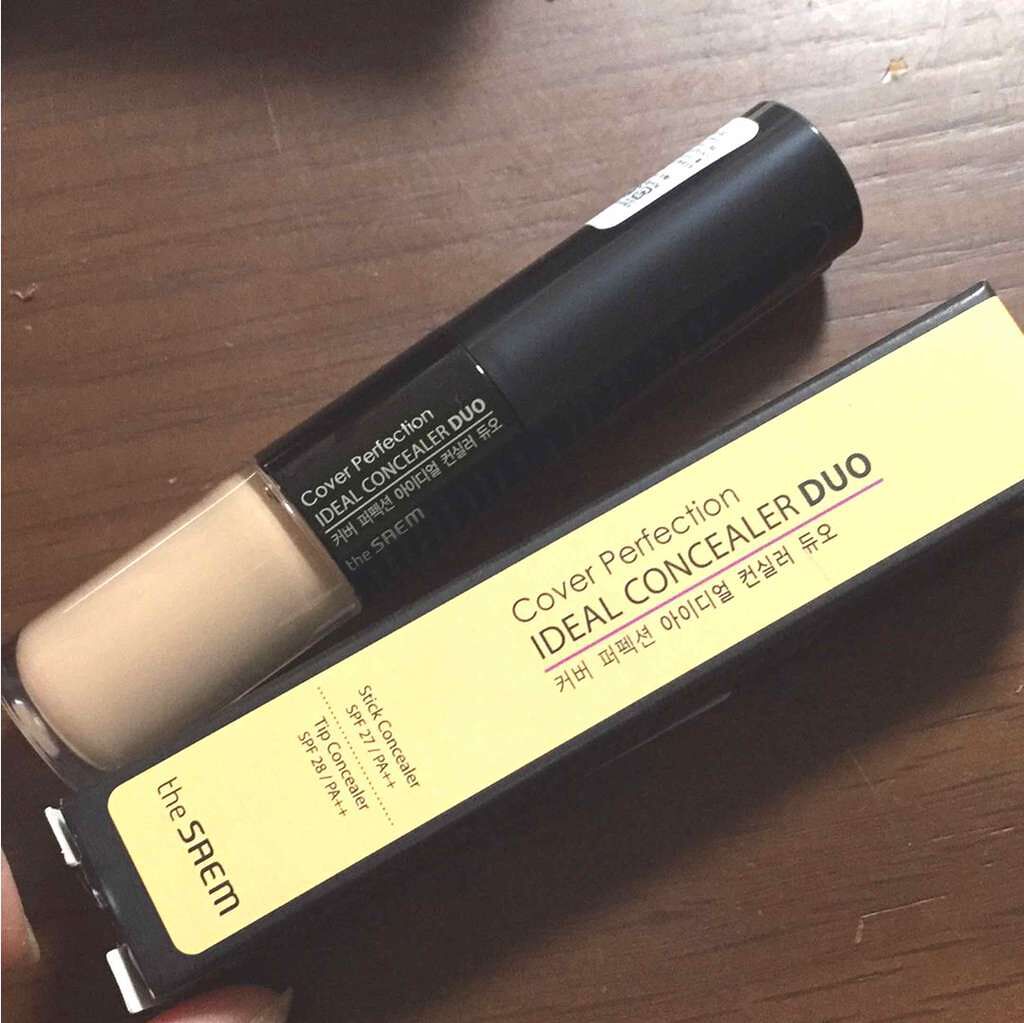 Cover Perfection
IDEAL CONCEALER DUO
커버 퍼펙션 아이디얼 컨실러 듀오
the SAEM
Cover Perfection
IDEAL CONCEALER DUO
커버 퍼펙션 아이디얼 컨실러 듀오
Stick Concealer
SPF 27 / PA++
Tip Concealer
SPF 28 / PA++
the SAEM